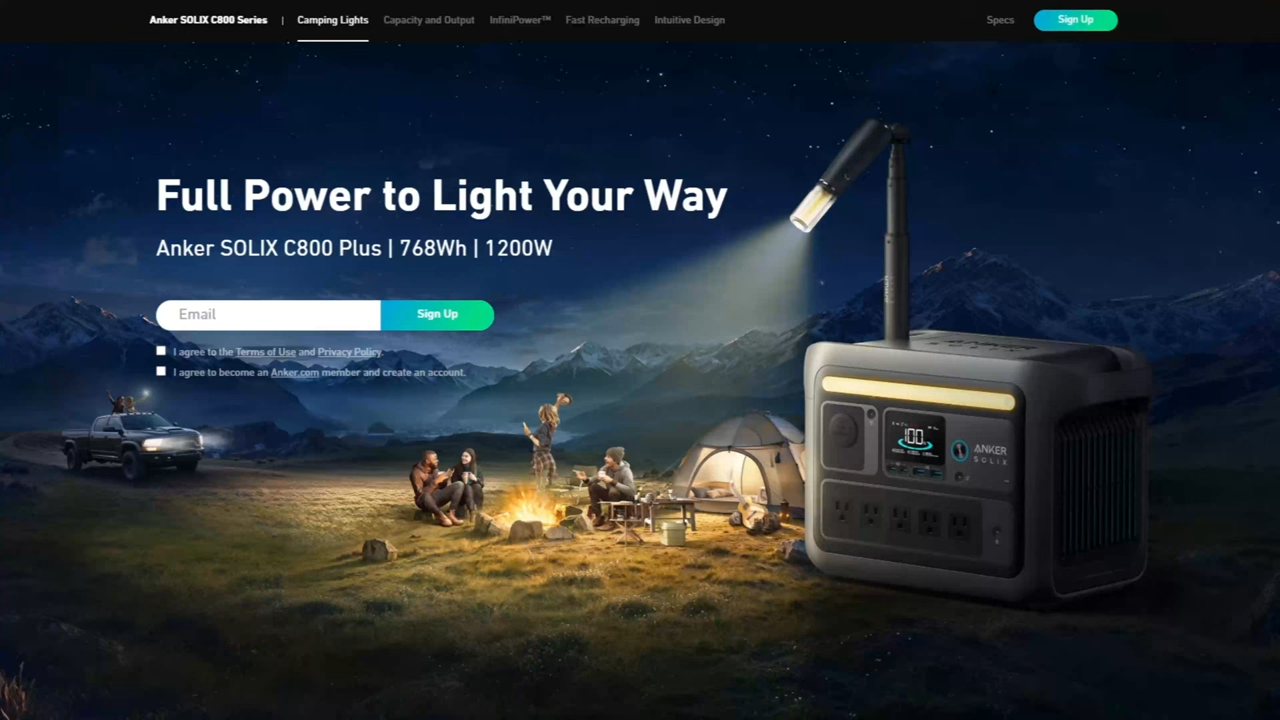 Anker SOLIX C800 Series | Camping Lights Capacity and Output InfiniPower™ Fast Recharging Intuitive Design Specs Sign Up
Full Power to Light Your Way
Anker SOLIX C800 Plus | 768Wh | 1200W
Email Sign Up
I agree to the Terms of Use and Privacy Policy.
I agree to become an Anker.com member and create an account.
ANKER
100
ANKER
SOLIX